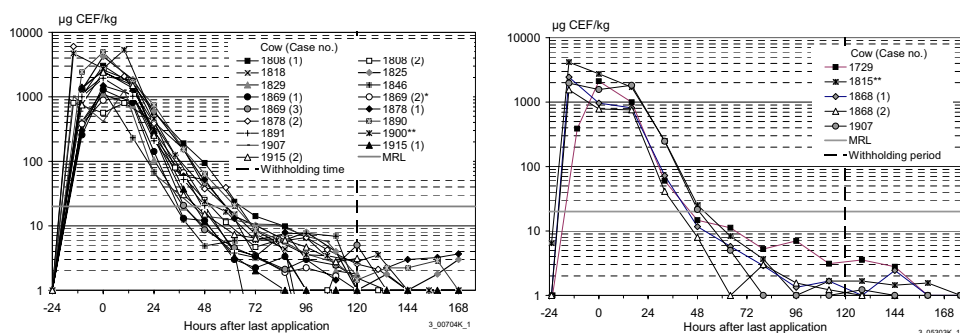 µg CEF/kg
10000
1000
100
10
1
Cow (Case no.)
1808 (1)
1808 (2)
1818
1825
1829
1846
1869 (1)
1869 (2)*
1869 (3)
1878 (1)
1878 (2)
1890
1891
1900**
1907
1915 (1)
1915 (2)
MRL
Withholding time
-24 0 24 48 72 96 120 144 168
Hours after last application
3_00704K_1
µg CEF/kg
10000
1000
100
10
1
Cow (Case no.)
1729
1815**
1868 (1)
1868 (2)
1907
MRL
Withholding period
-24 0 24 48 72 96 120 144 168
Hours after last application
3_05303K_1